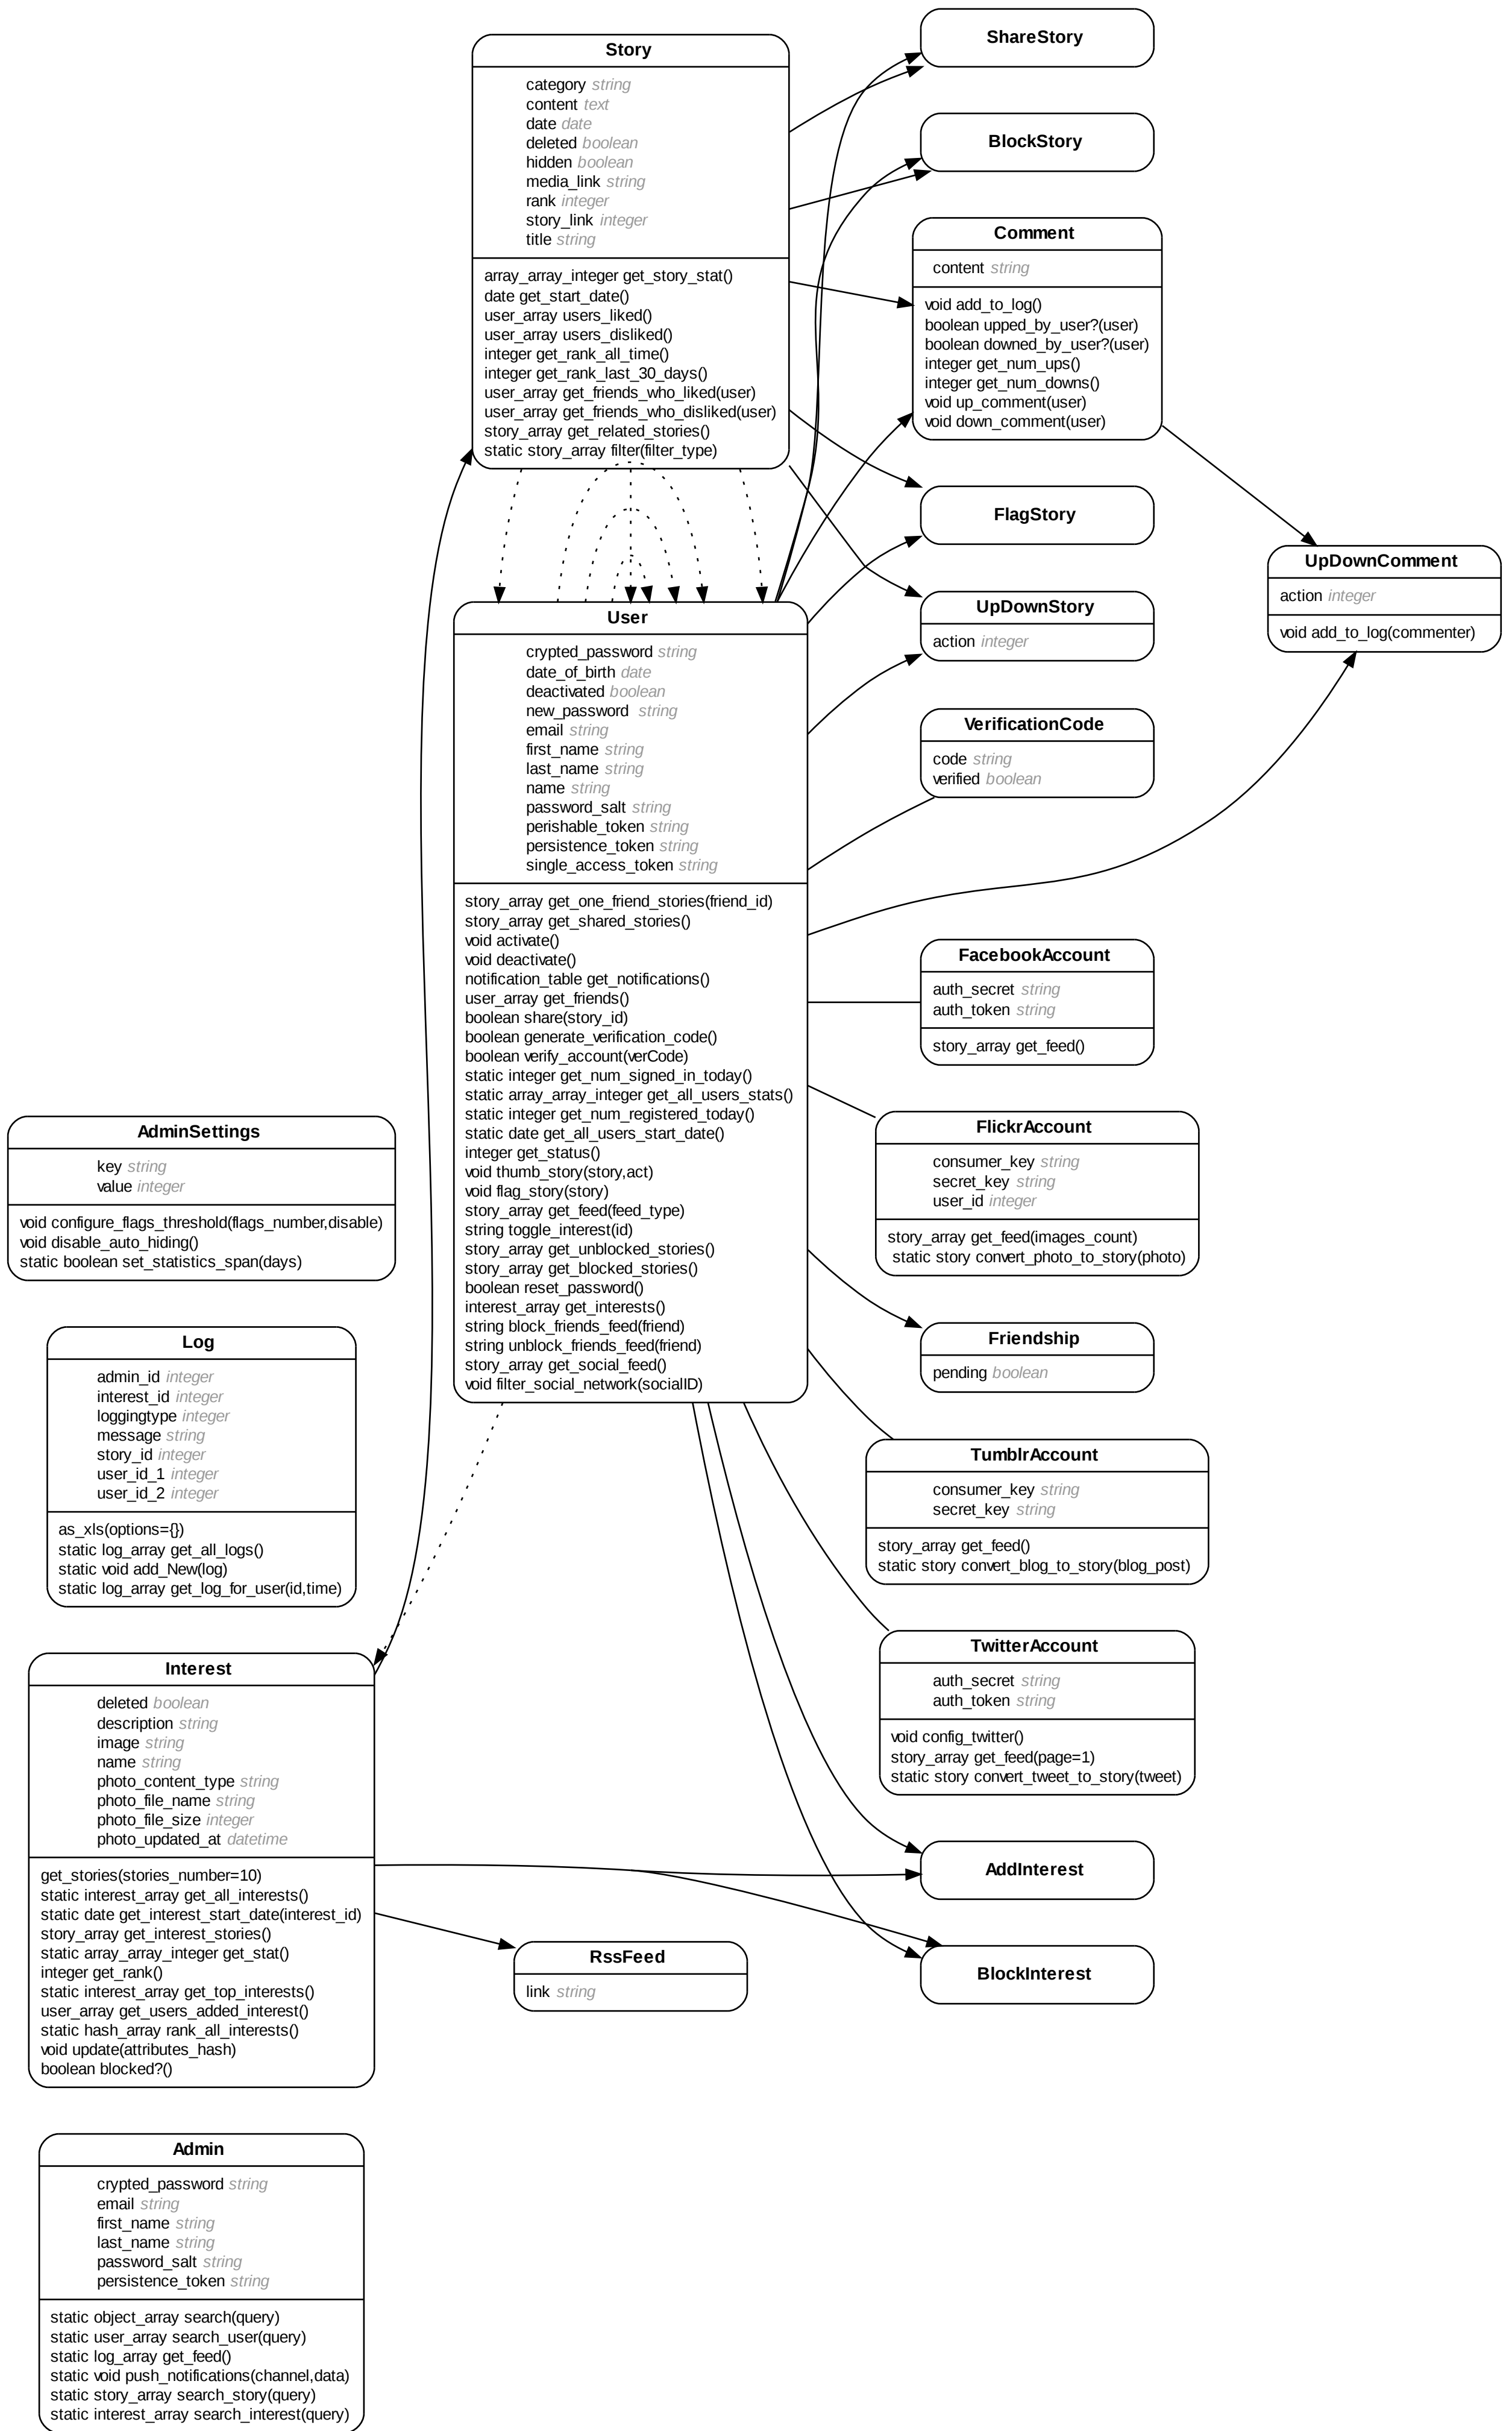 Story
category string
content text
date date
deleted boolean
hidden boolean
media_link string
rank integer
story_link integer
title string
array_array_integer get_story_stat()
date get_start_date()
user_array users_liked()
user_array users_disliked()
integer get_rank_all_time()
integer get_rank_last_30_days()
user_array get_friends_who_liked(user)
user_array get_friends_who_disliked(user)
story_array get_related_stories()
static story_array filter(filter_type)
ShareStory
BlockStory
Comment
content string
void add_to_log()
boolean upped_by_user?(user)
boolean downed_by_user?(user)
integer get_num_ups()
integer get_num_downs()
void up_comment(user)
void down_comment(user)
FlagStory
UpDownStory
action integer
UpDownComment
action integer
void add_to_log(commenter)
User
crypted_password string
date_of_birth date
deactivated boolean
new_password string
email string
first_name string
last_name string
name string
password_salt string
perishable_token string
persistence_token string
single_access_token string
story_array get_one_friend_stories(friend_id)
story_array get_shared_stories()
void activate()
void deactivate()
notification_table get_notifications()
user_array get_friends()
boolean share(story_id)
boolean generate_verification_code()
boolean verify_account(verCode)
static integer get_num_signed_in_today()
static array_array_integer get_all_users_stats()
static integer get_num_registered_today()
static date get_all_users_start_date()
integer get_status()
void thumb_story(story,act)
void flag_story(story)
story_array get_feed(feed_type)
string toggle_interest(id)
story_array get_unblocked_stories()
story_array get_blocked_stories()
boolean reset_password()
interest_array get_interests()
string block_friends_feed(friend)
string unblock_friends_feed(friend)
story_array get_social_feed()
void filter_social_network(socialID)
VerificationCode
code string
verified boolean
FacebookAccount
auth_secret string
auth_token string
story_array get_feed()
FlickrAccount
consumer_key string
secret_key string
user_id integer
story_array get_feed(images_count)
static story convert_photo_to_story(photo)
Friendship
pending boolean
TumblrAccount
consumer_key string
secret_key string
story_array get_feed()
static story convert_blog_to_story(blog_post)
TwitterAccount
auth_secret string
auth_token string
void config_twitter()
story_array get_feed(page=1)
static story convert_tweet_to_story(tweet)
AddInterest
BlockInterest
RssFeed
link string
AdminSettings
key string
value integer
void configure_flags_threshold(flags_number,disable)
void disable_auto_hiding()
static boolean set_statistics_span(days)
Log
admin_id integer
interest_id integer
loggingtype integer
message string
story_id integer
user_id_1 integer
user_id_2 integer
as_xls(options={})
static log_array get_all_logs()
static void add_New(log)
static log_array get_log_for_user(id,time)
Interest
deleted boolean
description string
image string
name string
photo_content_type string
photo_file_name string
photo_file_size integer
photo_updated_at datetime
get_stories(stories_number=10)
static interest_array get_all_interests()
static date get_interest_start_date(interest_id)
story_array get_interest_stories()
static array_array_integer get_stat()
integer get_rank()
static interest_array get_top_interests()
user_array get_users_added_interest()
static hash_array rank_all_interests()
void update(attributes_hash)
boolean blocked?()
Admin
crypted_password string
email string
first_name string
last_name string
password_salt string
persistence_token string
static object_array search(query)
static user_array search_user(query)
static log_array get_feed()
static void push_notifications(channel,data)
static story_array search_story(query)
static interest_array search_interest(query)